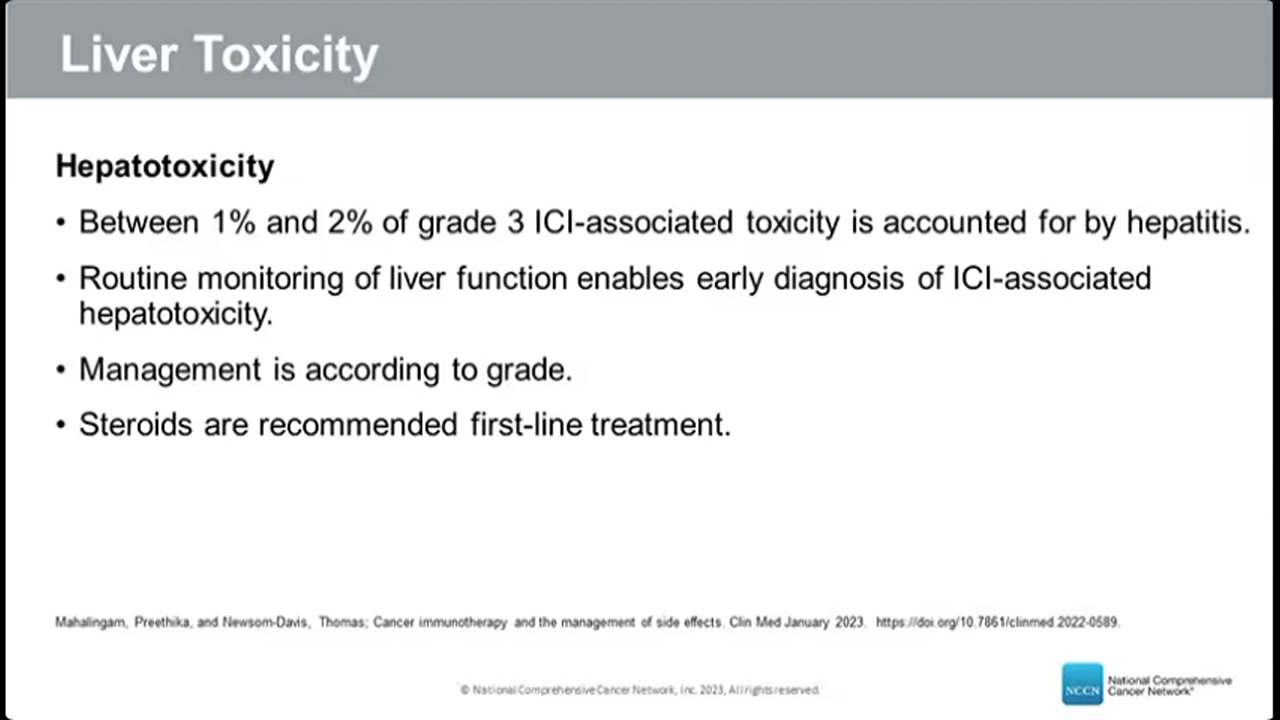 Liver Toxicity
Hepatotoxicity
• Between 1% and 2% of grade 3 ICI-associated toxicity is accounted for by hepatitis.
• Routine monitoring of liver function enables early diagnosis of ICI-associated
hepatotoxicity.
• Management is according to grade.
• Steroids are recommended first-line treatment.
Mahalingam, Preethika, and Newsom-Davis, Thomas; Cancer immunotherapy and the management of side effects. Clin Med January 2023. https://doi.org/10.7861/clinmed.2022-0589.
© National Comprehensive Cancer Network, Inc. 2023, All rights reserved.
NCCN
National Comprehensive
Cancer Network®